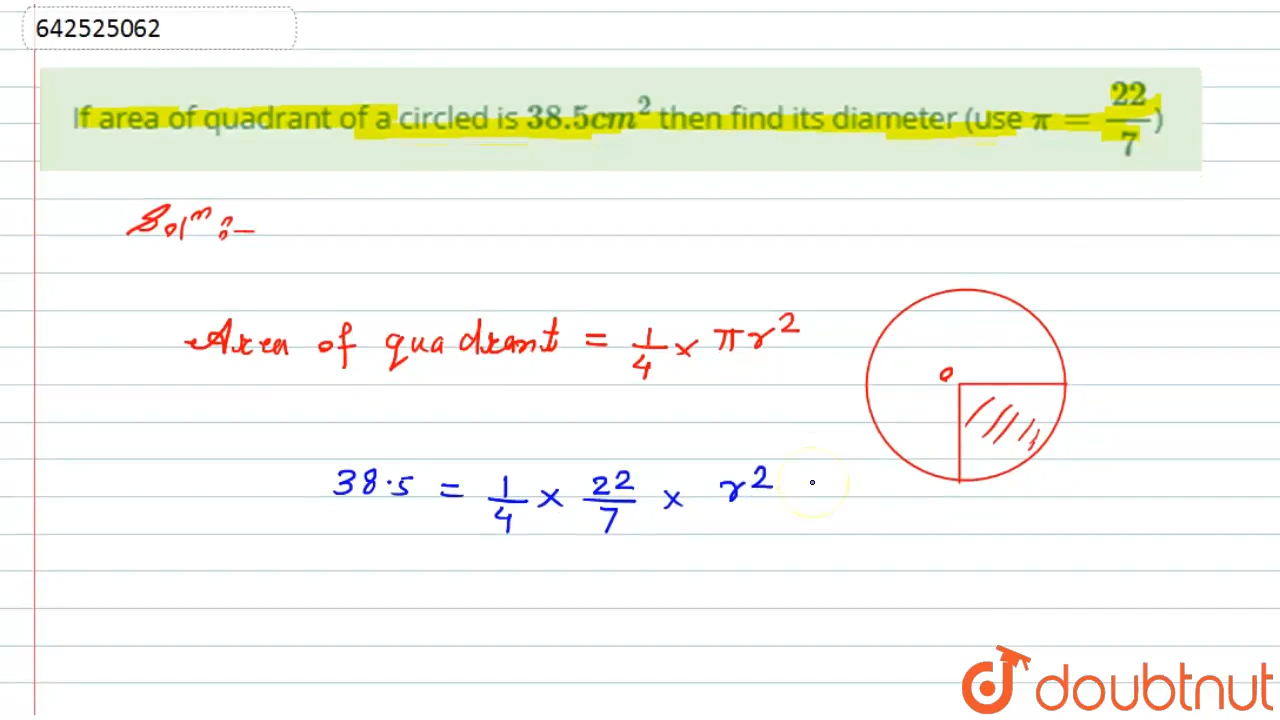 642525062
If area of quadrant of a circled is 38.5cm² then find its diameter (use π = 22/7)
Solⁿ :-
Area of quadrant = 1/4 × πr²
O
38.5 = 1/4 × 22/7 × r²
doubtnut